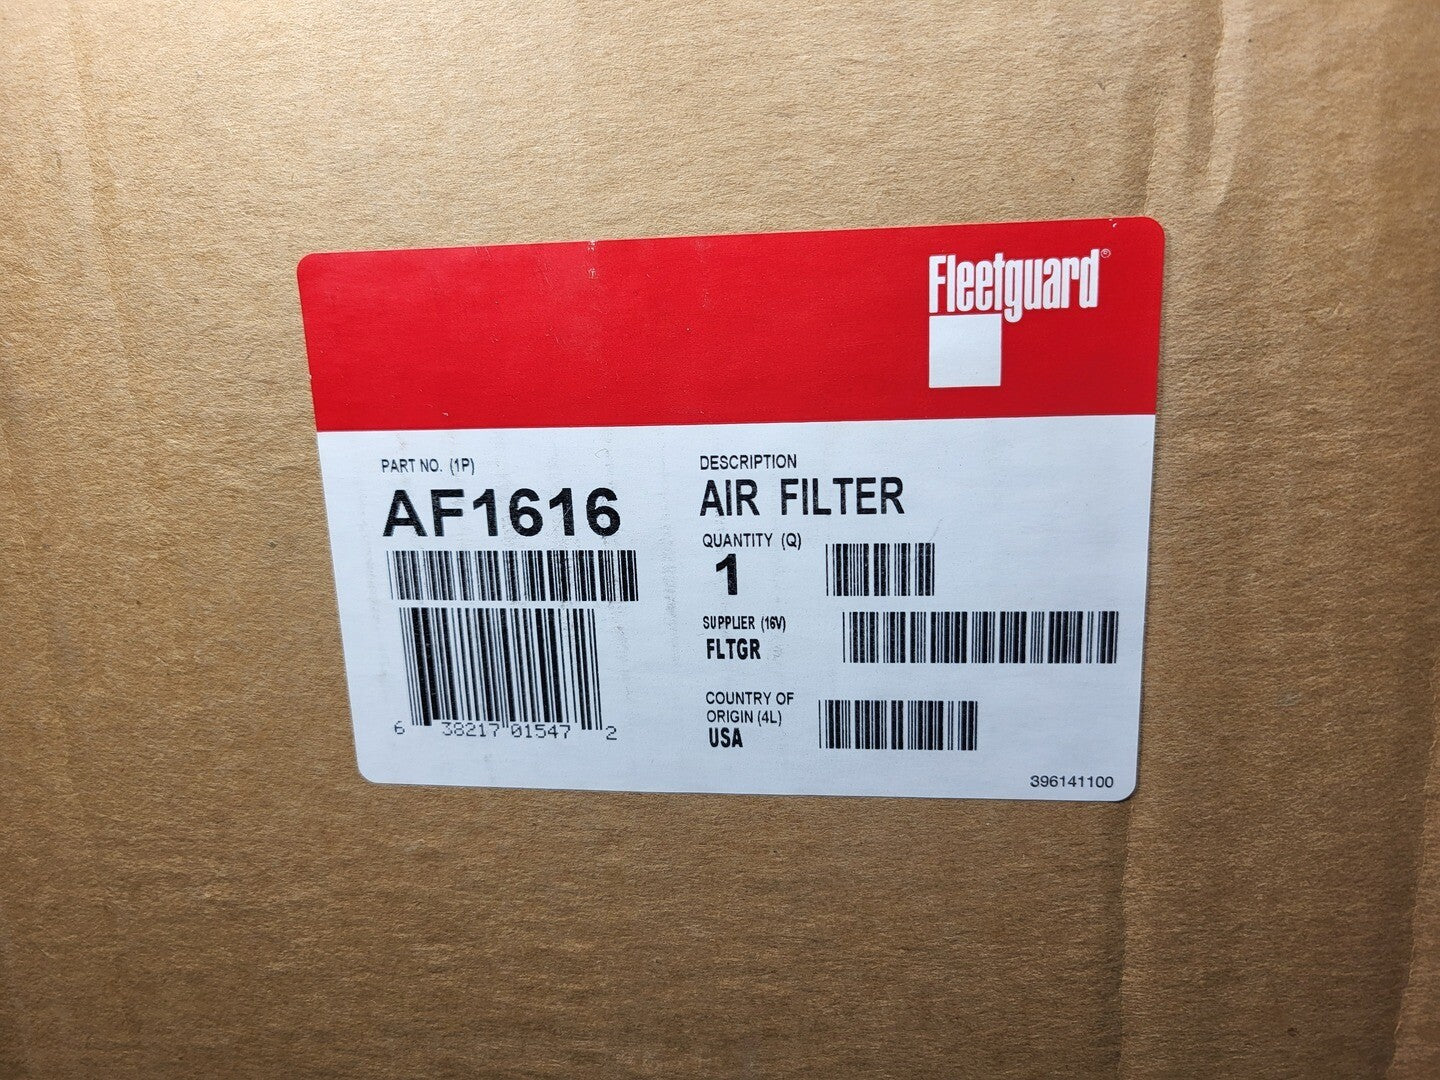 Fleetguard®
PART NO. (1P)
AF1616
6 38217 01547 2
DESCRIPTION
AIR FILTER
QUANTITY (Q)
1
SUPPLIER (16V)
FLTGR
COUNTRY OF
ORIGIN (4L)
USA
396141100